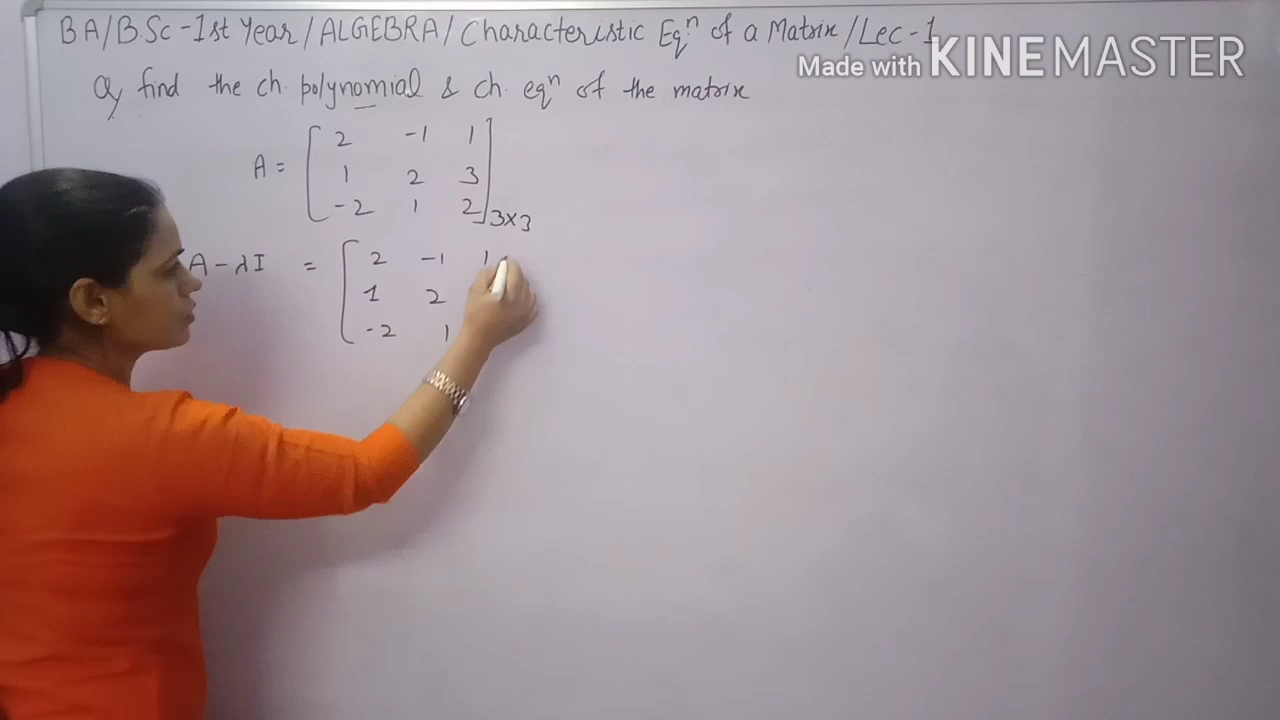 BA/B.Sc-1st Year/ALGEBRA/Characteristic Eqⁿ of a Matrix/Lec-1
Made with KINEMASTER
Q find the ch. polynomial & ch. eqⁿ of the matrix
A = [ 2 -1 1
1 2 3
-2 1 2 ]3×3
A-λI = [ 2 -1 1
1 2
-2 1